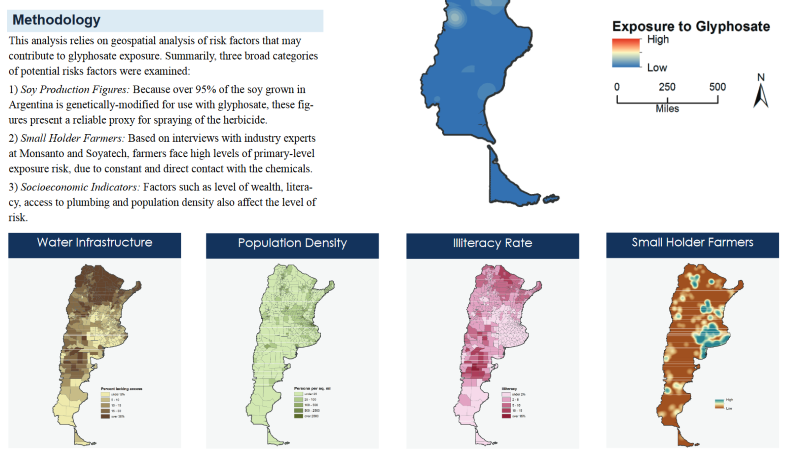 Methodology
This analysis relies on geospatial analysis of risk factors that may
contribute to glyphosate exposure. Summarily, three broad categories
of potential risks factors were examined:
1) Soy Production Figures: Because over 95% of the soy grown in
Argentina is genetically-modified for use with glyphosate, these fig-
ures present a reliable proxy for spraying of the herbicide.
2) Small Holder Farmers: Based on interviews with industry experts
at Monsanto and Soyatech, farmers face high levels of primary-level
exposure risk, due to constant and direct contact with the chemicals.
3) Socioeconomic Indicators: Factors such as level of wealth, litera-
cy, access to plumbing and population density also affect the level of
risk.
Exposure to Glyphosate
High
Low
0 250 500
Miles
N
Water Infrastructure
Percent lacking access
Population Density
Persons per sq. mi
Illiteracy Rate
Illiteracy
Small Holder Farmers
High
Low